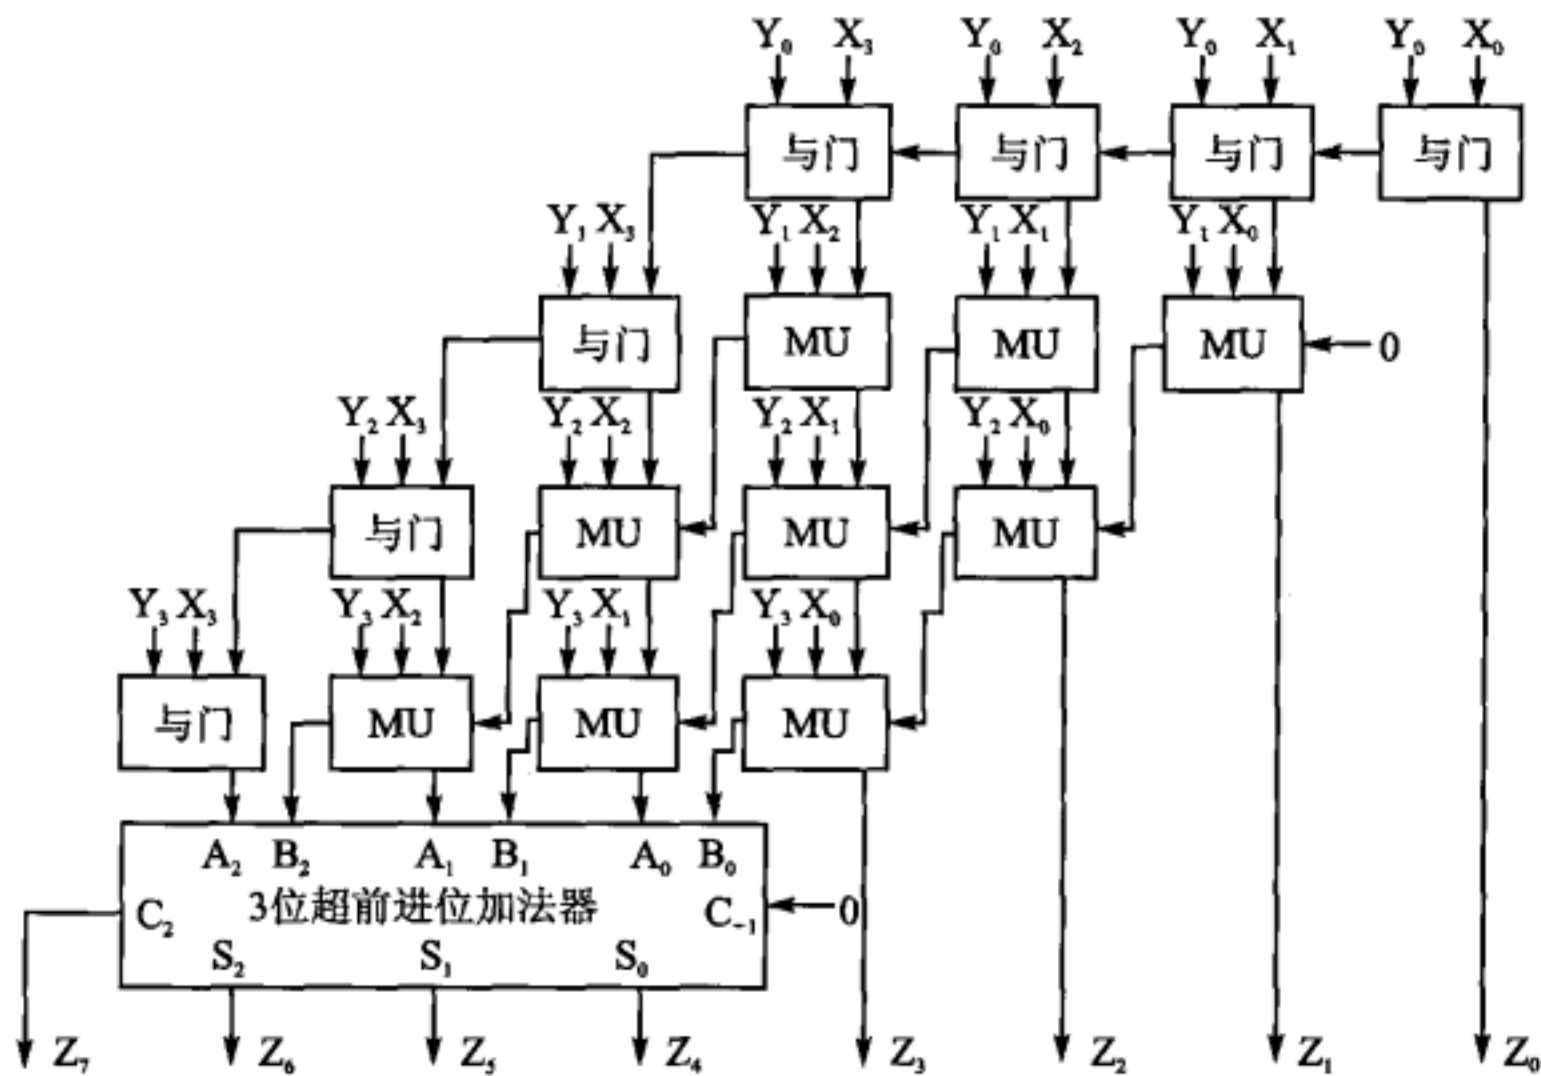 Y₀ X₃ Y₀ X₂ Y₀ X₁ Y₀ X₀
与门 与门 与门 与门
Y₁ X₃ Y₁ X₂ Y₁ X₁ Y₁ X₀
与门 MU MU MU 0
Y₂ X₃ Y₂ X₂ Y₂ X₁ Y₂ X₀
与门 MU MU MU
Y₃ X₃ Y₃ X₂ Y₃ X₁ Y₃ X₀
与门 MU MU MU
A₂ B₂ A₁ B₁ A₀ B₀
C₂ 3位超前进位加法器 C₋₁ 0
S₂ S₁ S₀
Z₇ Z₆ Z₅ Z₄ Z₃ Z₂ Z₁ Z₀